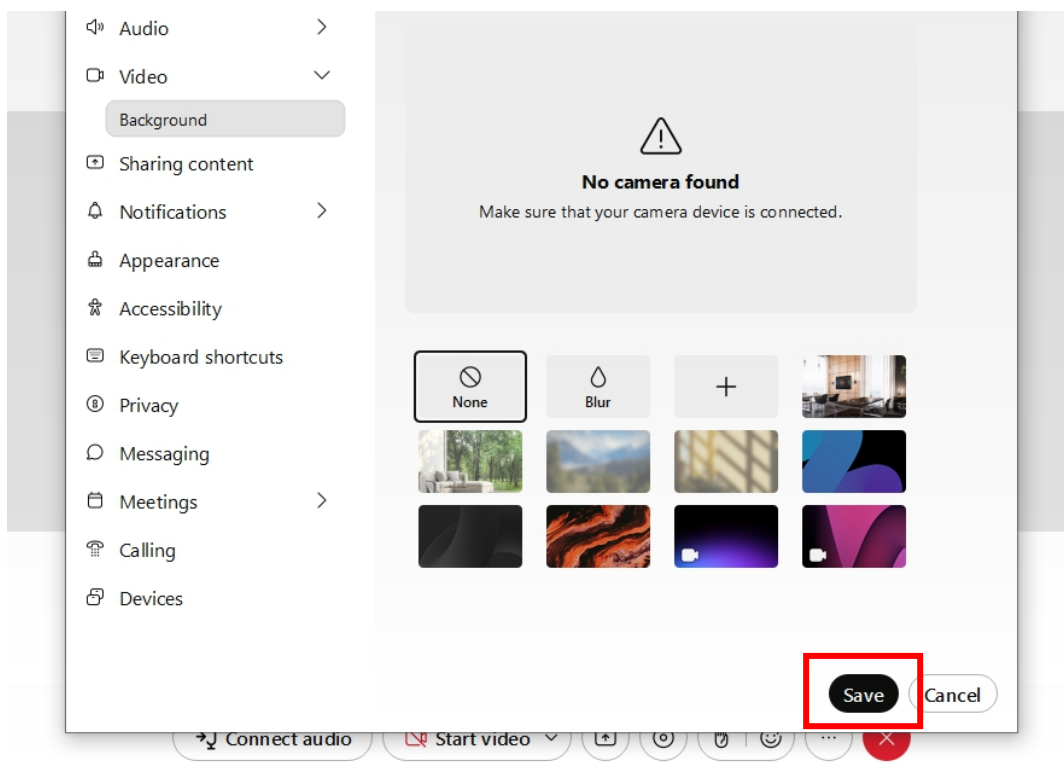 Audio
Video
Background
Sharing content
Notifications
Appearance
Accessibility
Keyboard shortcuts
Privacy
Messaging
Meetings
Calling
Devices
No camera found
Make sure that your camera device is connected.
None
Blur
Save
Cancel
Connect audio
Start video